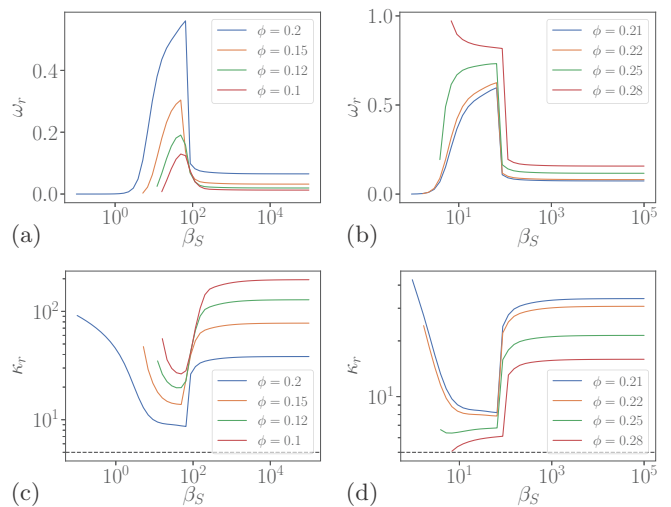 0.4
0.2
0.0
ω_r
10^0
10^2
10^4
β_S
(a)
ϕ = 0.2
ϕ = 0.15
ϕ = 0.12
ϕ = 0.1
1.0
0.5
0.0
ω_r
10^1
10^3
10^5
β_S
(b)
ϕ = 0.21
ϕ = 0.22
ϕ = 0.25
ϕ = 0.28
10^2
10^1
κ_r
10^0
10^2
10^4
β_S
(c)
ϕ = 0.2
ϕ = 0.15
ϕ = 0.12
ϕ = 0.1
10^1
κ_r
10^1
10^3
10^5
β_S
(d)
ϕ = 0.21
ϕ = 0.22
ϕ = 0.25
ϕ = 0.28